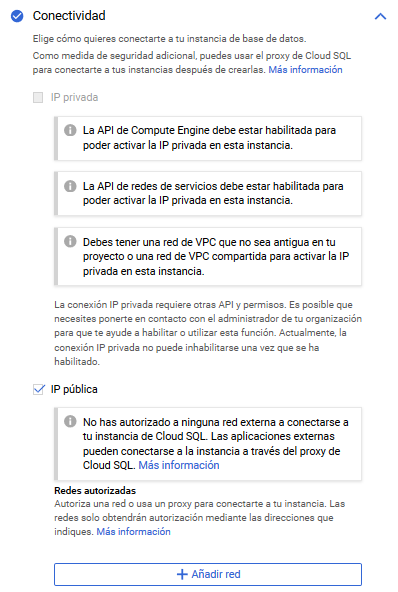 Conectividad
Elige cómo quieres conectarte a tu instancia de base de datos.
Como medida de seguridad adicional, puedes usar el proxy de Cloud SQL
para conectarte a tus instancias después de crearlas. Más información
IP privada
La API de Compute Engine debe estar habilitada para
poder activar la IP privada en esta instancia.
La API de redes de servicios debe estar habilitada para
poder activar la IP privada en esta instancia.
Debes tener una red de VPC que no sea antigua en tu
proyecto o una red de VPC compartida para activar la IP
privada en esta instancia.
La conexión IP privada requiere otras API y permisos. Es posible que
necesites ponerte en contacto con el administrador de tu organización
para que te ayude a habilitar o utilizar esta función. Actualmente, la
conexión IP privada no puede inhabilitarse una vez que se ha
habilitado.
IP pública
No has autorizado a ninguna red externa a conectarse a
tu instancia de Cloud SQL. Las aplicaciones externas
pueden conectarse a la instancia a través del proxy de
Cloud SQL. Más información
Redes autorizadas
Autoriza una red o usa un proxy para conectarte a tu instancia. Las
redes solo obtendrán autorización mediante las direcciones que
indiques. Más información
+ Añadir red